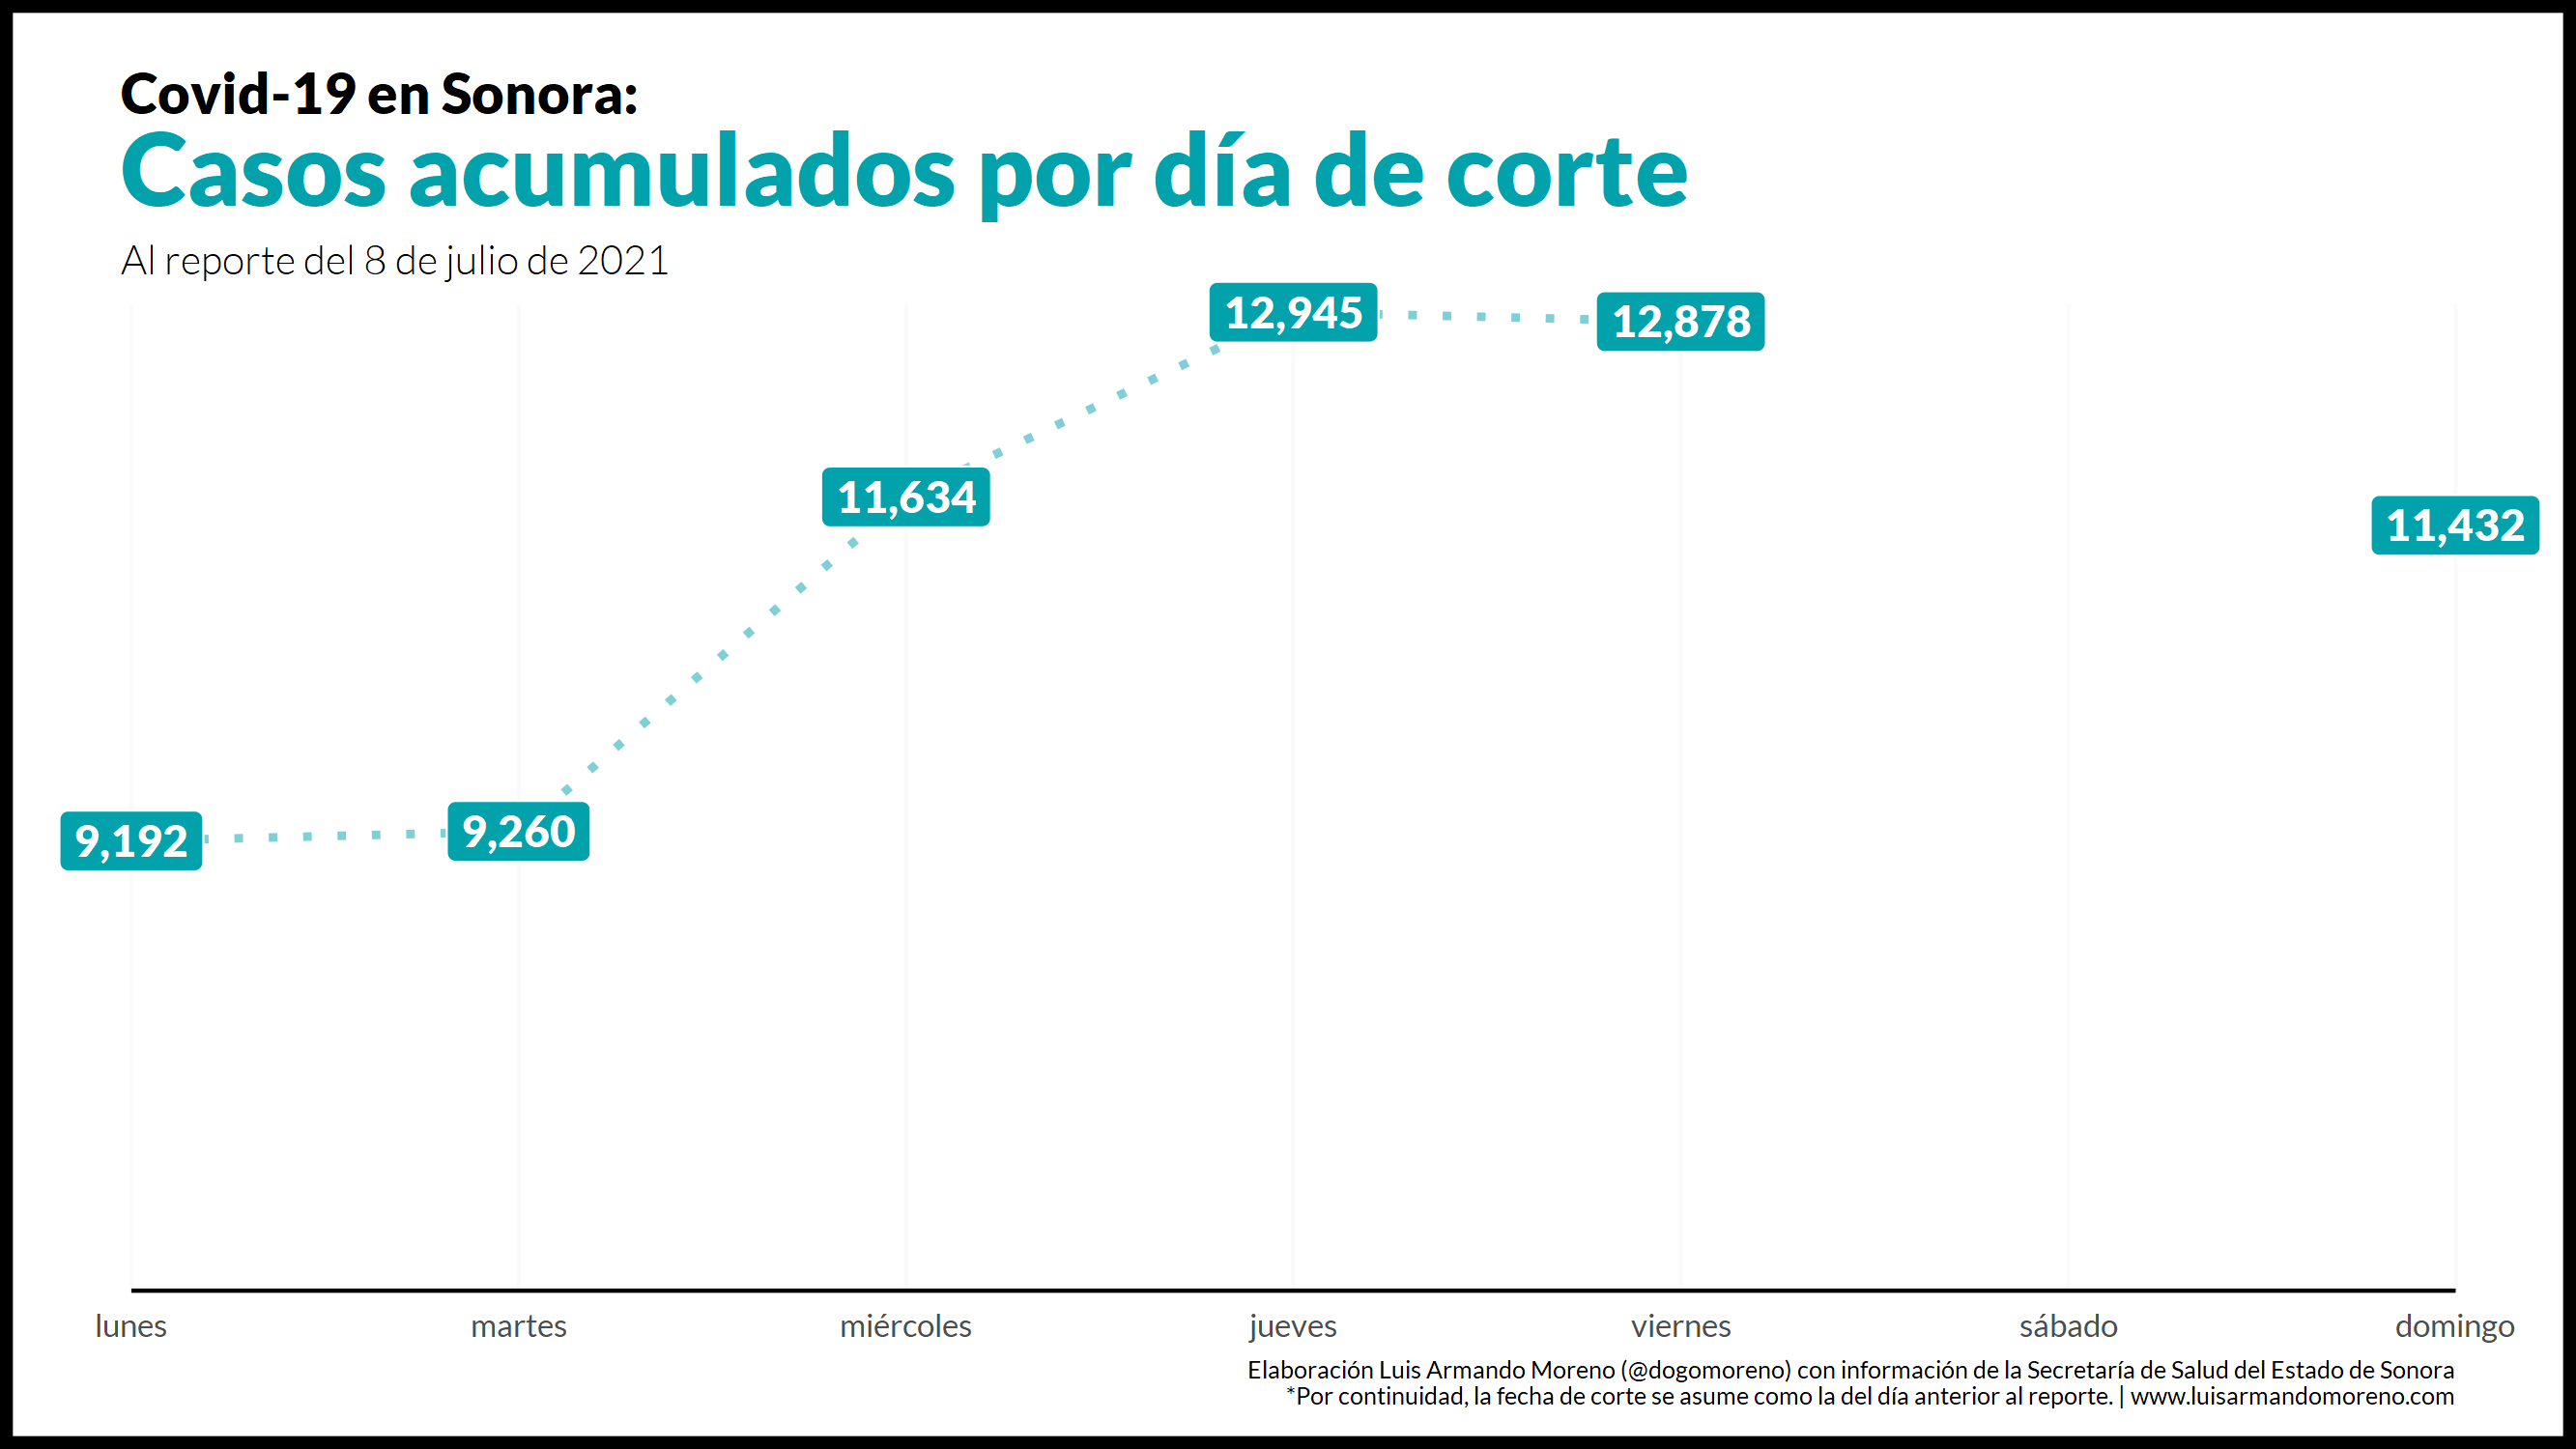 Covid-19 en Sonora:
Casos acumulados por día de corte
Al reporte del 8 de julio de 2021
12,945
12,878
11,634
11,432
9,192
9,260
lunes
martes
miércoles
jueves
viernes
sábado
domingo
Elaboración Luis Armando Moreno (@dogomoreno) con información de la Secretaría de Salud del Estado de Sonora
*Por continuidad, la fecha de corte se asume como la del día anterior al reporte. | www.luisarmandomoreno.com